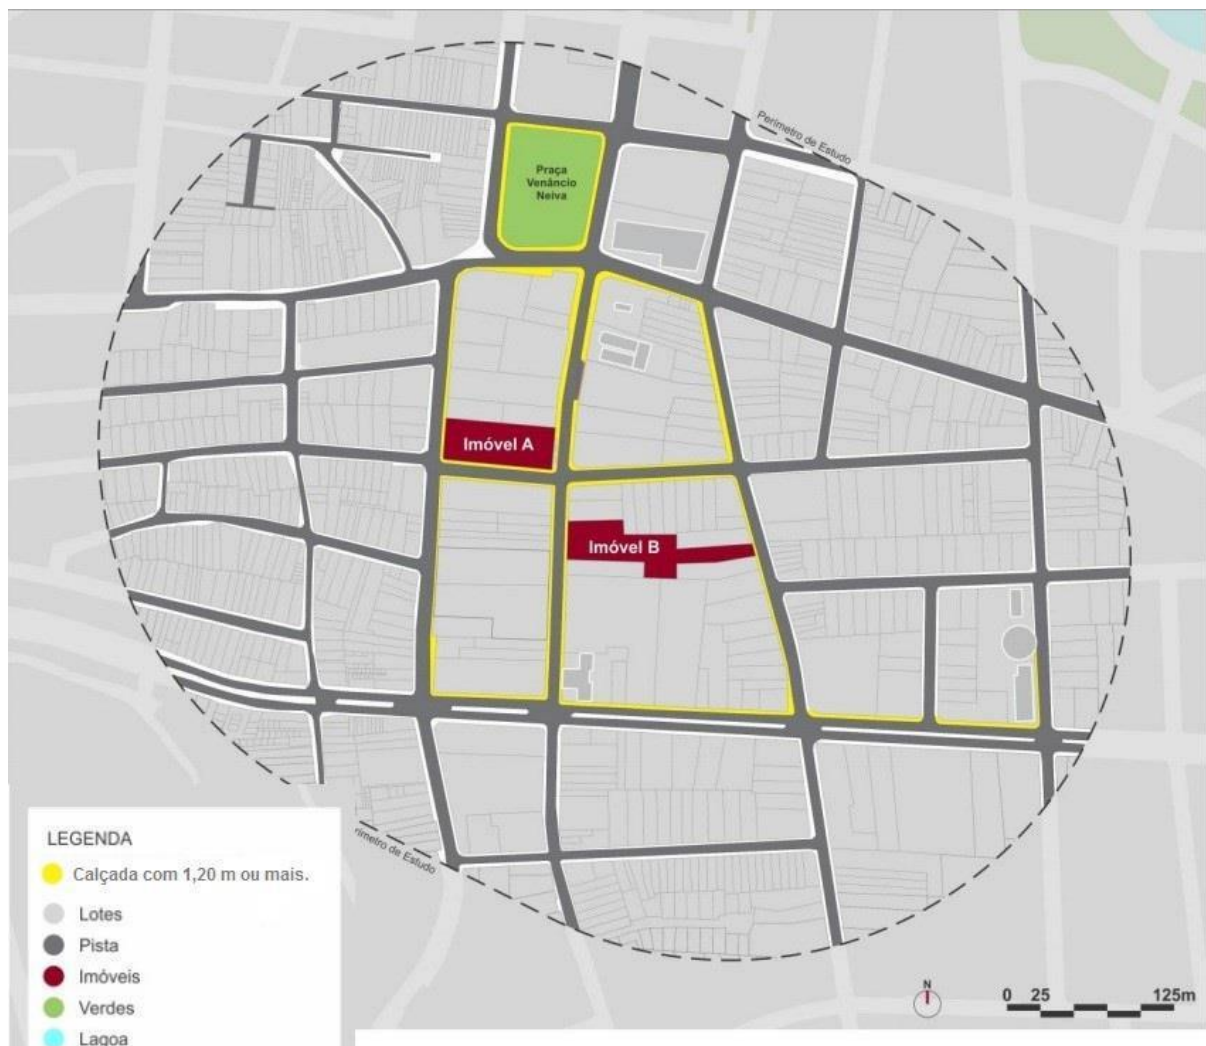 Perímetro de Estudo
Praça
Venâncio
Neiva
Imóvel A
Imóvel B
LEGENDA
Calçada com 1,20 m ou mais.
Lotes
Pista
Imóveis
Verdes
Lagoa
rímetro de Estudo
N
0 25 125m